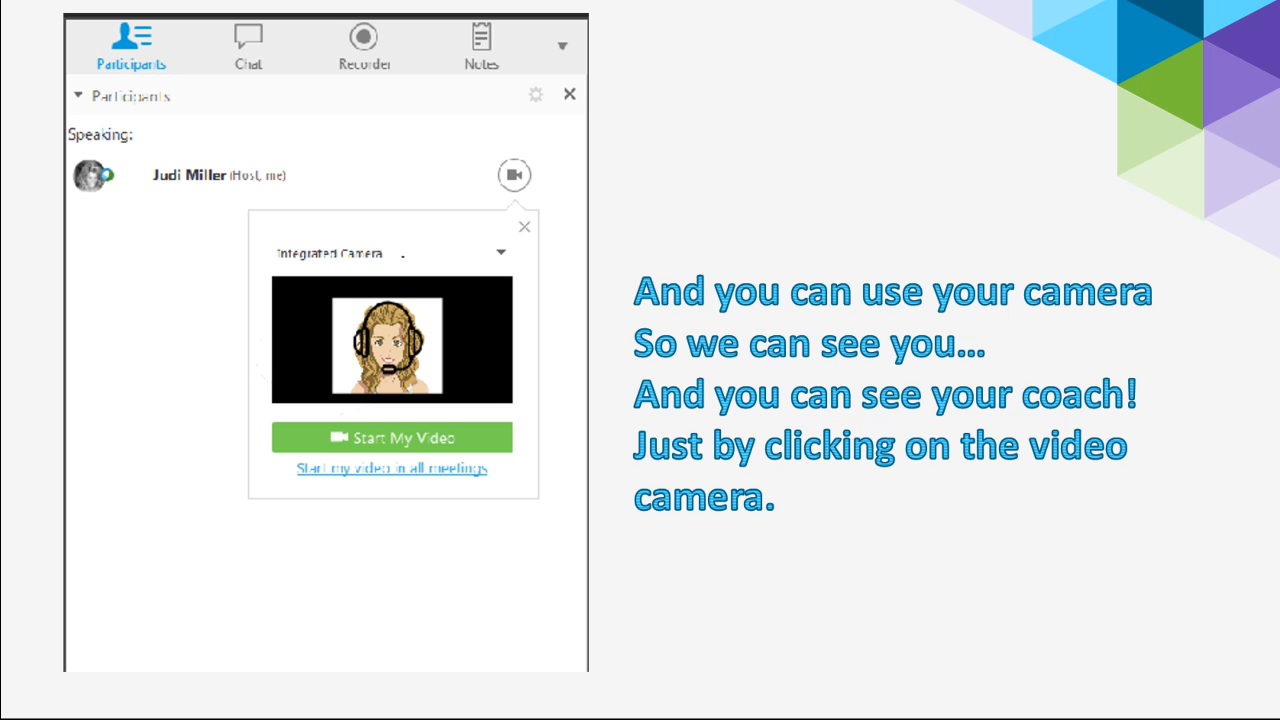 Participants Chat Recorder Notes
Participants
Speaking:
Judi Miller (Host, me)
Integrated Camera
Start My Video
Start my video in all meetings
And you can use your camera
So we can see you...
And you can see your coach!
Just by clicking on the video
camera.